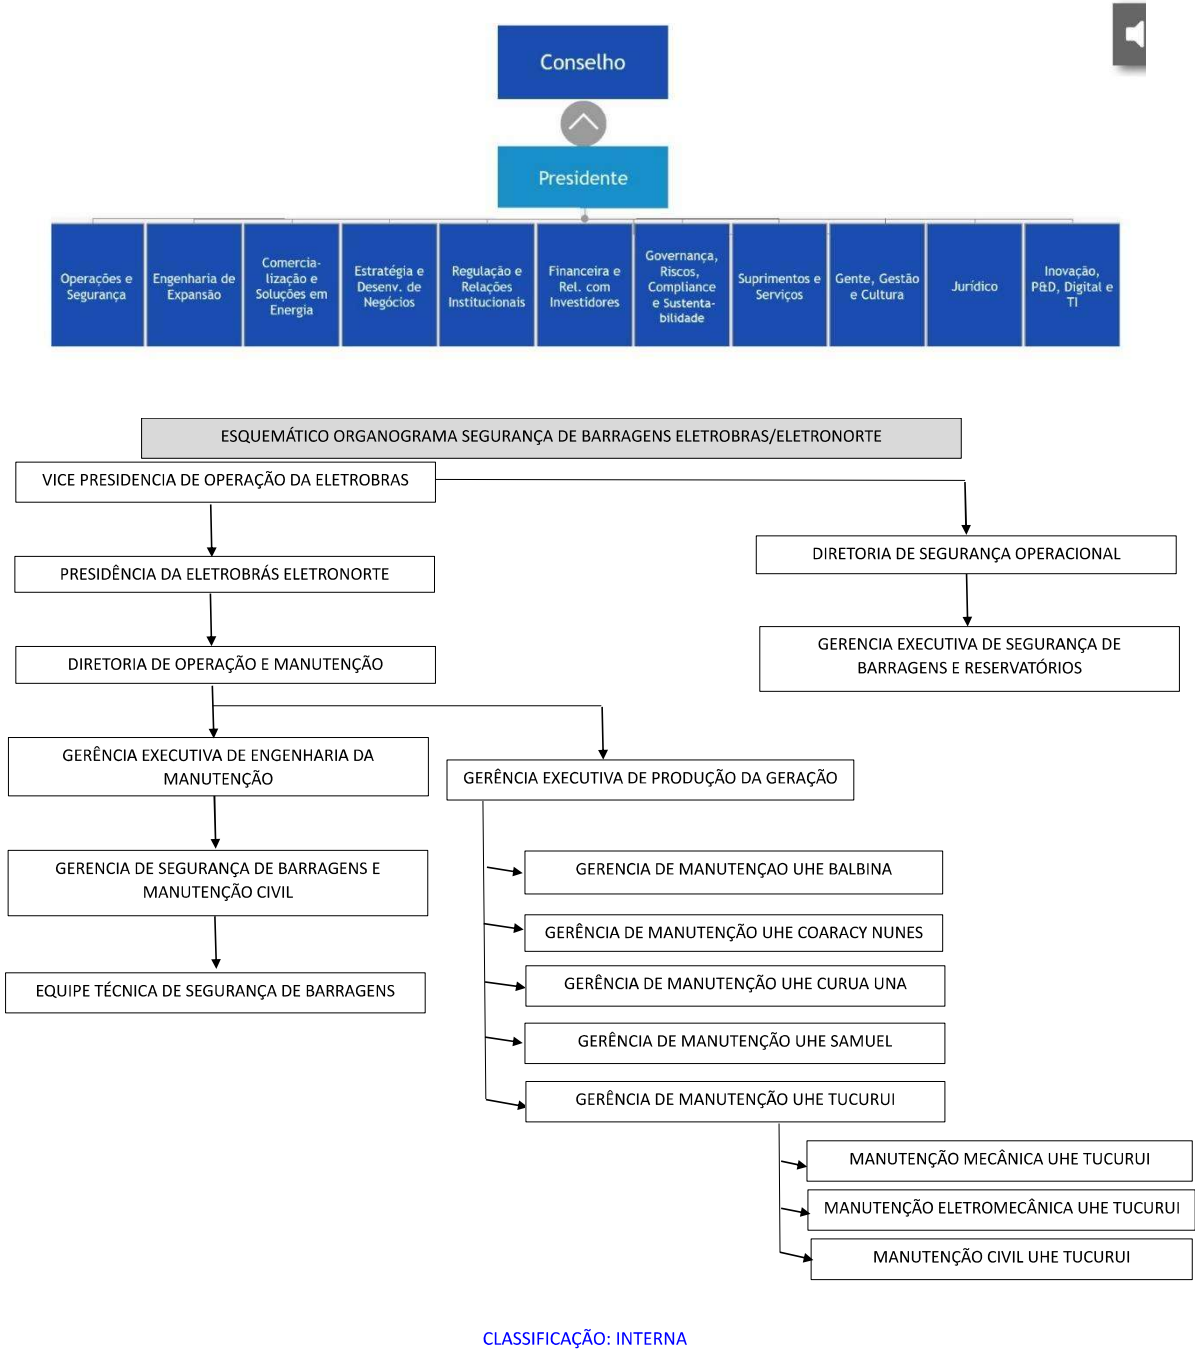 Conselho
Presidente
Operações e
Segurança
Engenharia de
Expansão
Comercia-
lização e
Soluções em
Energia
Estratégia e
Desenv. de
Negócios
Regulação e
Relações
Institucionais
Financeira e
Rel. com
Investidores
Governança,
Riscos,
Compliance
e Sustenta-
bilidade
Suprimentos e
Serviços
Gente, Gestão
e Cultura
Jurídico
Inovação,
P&D, Digital e
TI
ESQUEMÁTICO ORGANOGRAMA SEGURANÇA DE BARRAGENS ELETROBRAS/ELETRONORTE
VICE PRESIDENCIA DE OPERAÇÃO DA ELETROBRAS
DIRETORIA DE SEGURANÇA OPERACIONAL
PRESIDÊNCIA DA ELETROBRÁS ELETRONORTE
GERENCIA EXECUTIVA DE SEGURANÇA DE
BARRAGENS E RESERVATÓRIOS
DIRETORIA DE OPERAÇÃO E MANUTENÇÃO
GERÊNCIA EXECUTIVA DE ENGENHARIA DA
MANUTENÇÃO
GERÊNCIA EXECUTIVA DE PRODUÇÃO DA GERAÇÃO
GERENCIA DE SEGURANÇA DE BARRAGENS E
MANUTENÇÃO CIVIL
EQUIPE TÉCNICA DE SEGURANÇA DE BARRAGENS
GERENCIA DE MANUTENÇAO UHE BALBINA
GERÊNCIA DE MANUTENÇÃO UHE COARACY NUNES
GERÊNCIA DE MANUTENÇÃO UHE CURUA UNA
GERÊNCIA DE MANUTENÇÃO UHE SAMUEL
GERÊNCIA DE MANUTENÇÃO UHE TUCURUI
MANUTENÇÃO MECÂNICA UHE TUCURUI
MANUTENÇÃO ELETROMECÂNICA UHE TUCURUI
MANUTENÇÃO CIVIL UHE TUCURUI
CLASSIFICAÇÃO: INTERNA